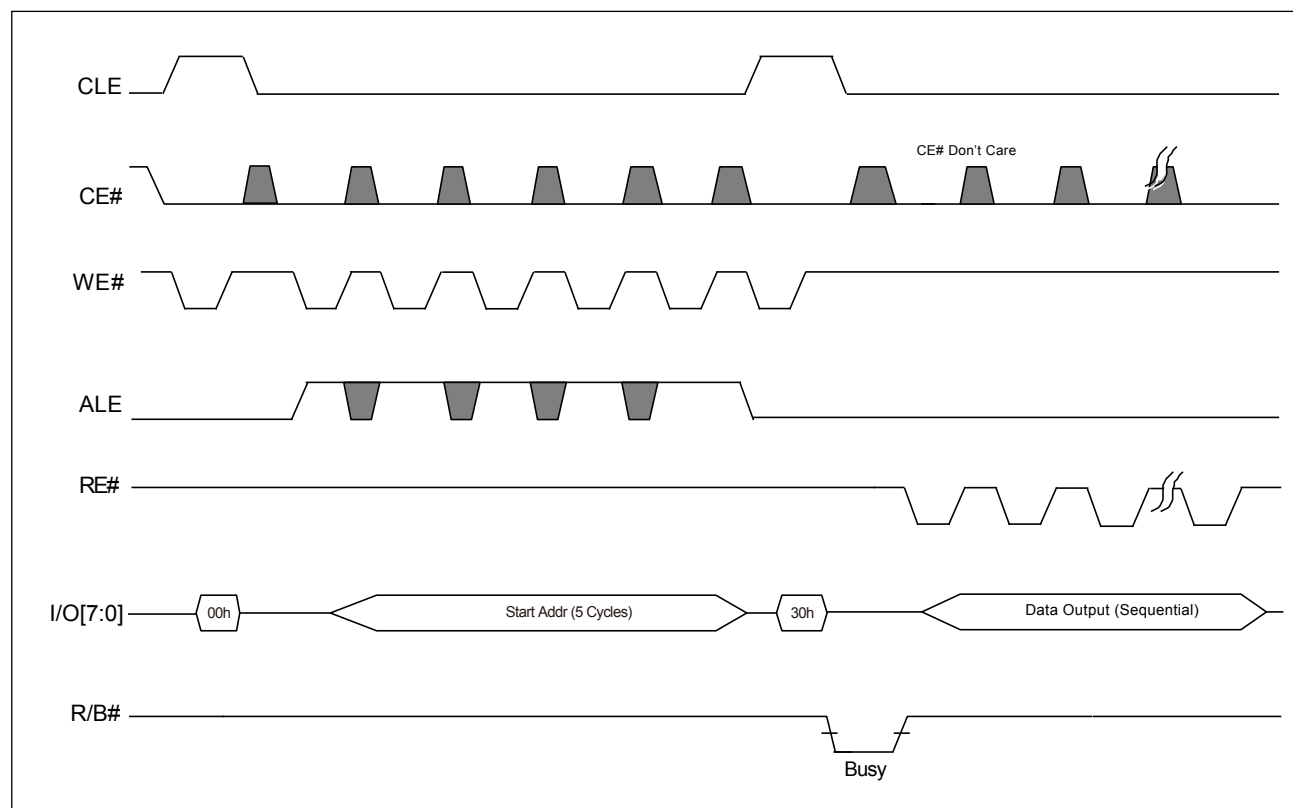 CLE
CE# Don't Care
CE#
WE#
ALE
RE#
I/O[7:0]
00h
Start Addr (5 Cycles)
30h
Data Output (Sequential)
R/B#
Busy